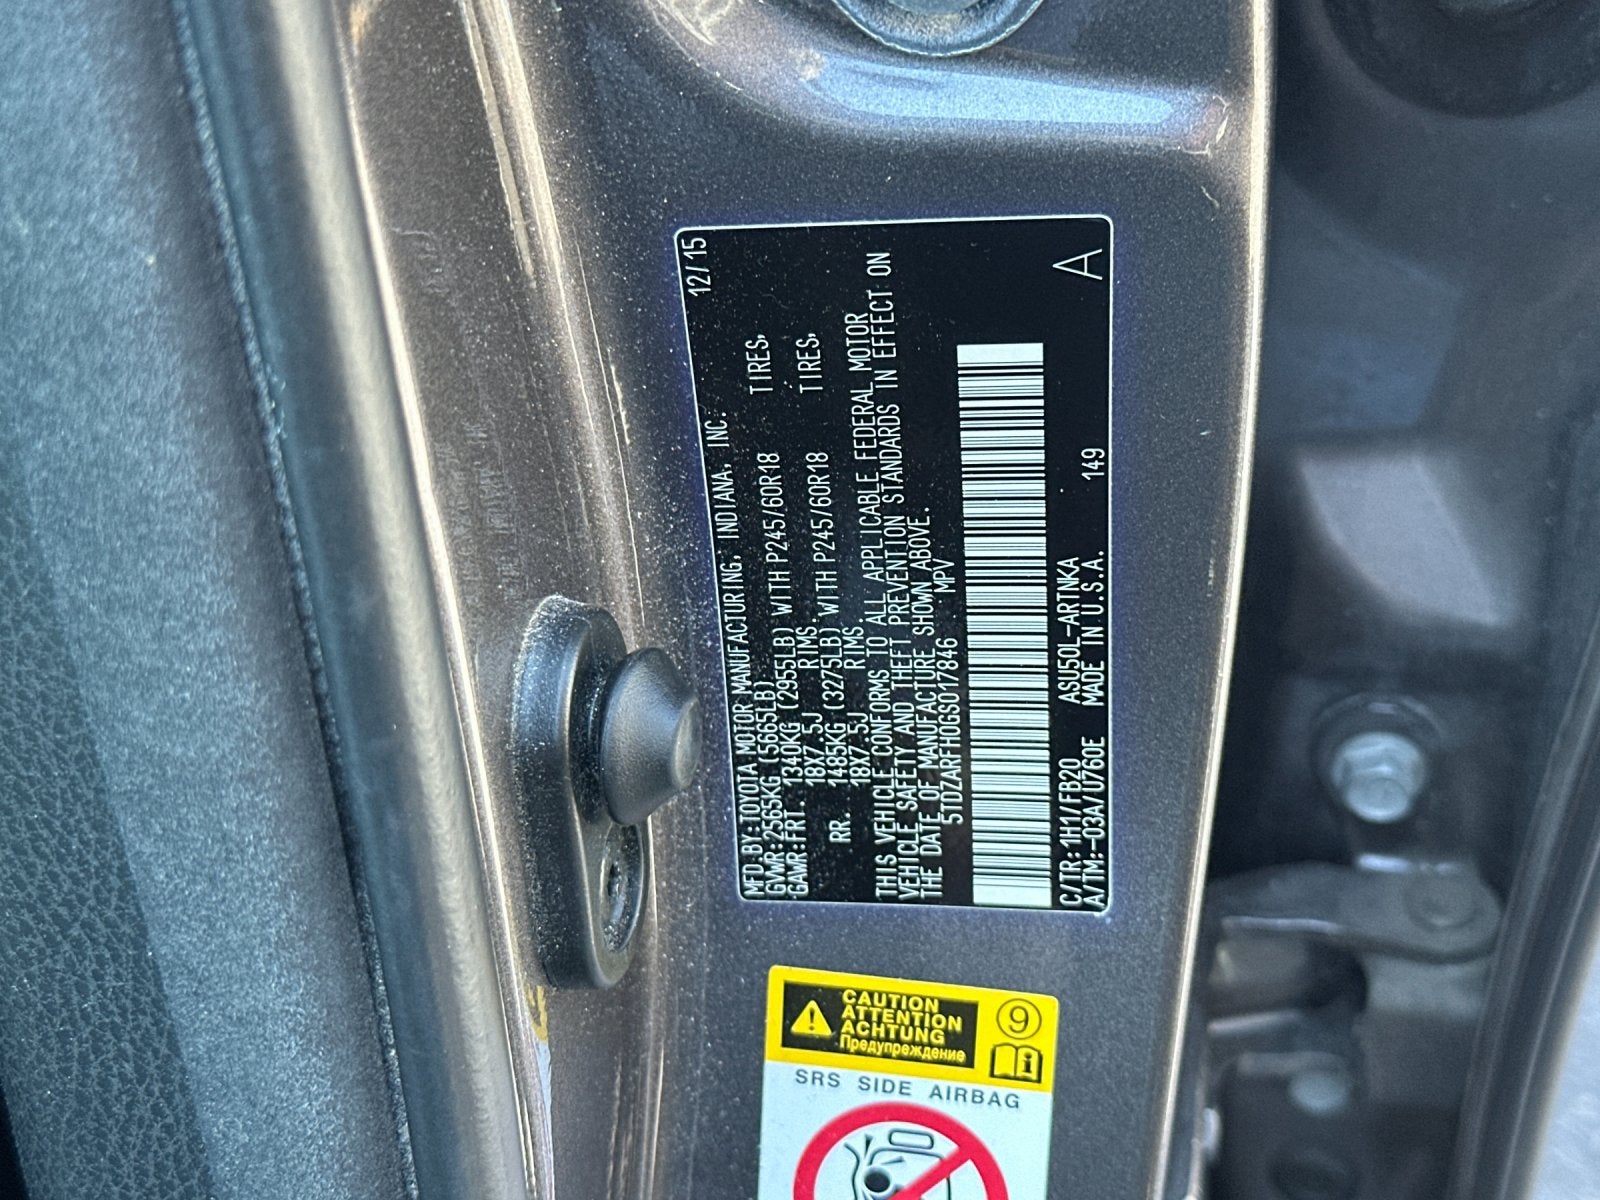 MFD.BY:TOYOTA MOTOR MANUFACTURING, INDIANA, INC. 12/15
GVWR:2565KG (5665LB)
GAWR:FRT. 1340KG (2955LB) WITH P245/60R18 TIRES,
18X7.5J RIMS.
RR. 1485KG (3275LB) WITH P245/60R18 TIRES,
18X7.5J RIMS.
THIS VEHICLE CONFORMS TO ALL APPLICABLE FEDERAL MOTOR
VEHICLE SAFETY AND THEFT PREVENTION STANDARDS IN EFFECT ON
THE DATE OF MANUFACTURE SHOWN ABOVE.
5TDZARFH0GS017846 MPV
C/TR:1H1/FB20 ASU50L-ARTNKA 149 A
A/TM:-03A/U760E MADE IN U.S.A.
CAUTION
ATTENTION
ACHTUNG
Предупреждение
9
SRS SIDE AIRBAG